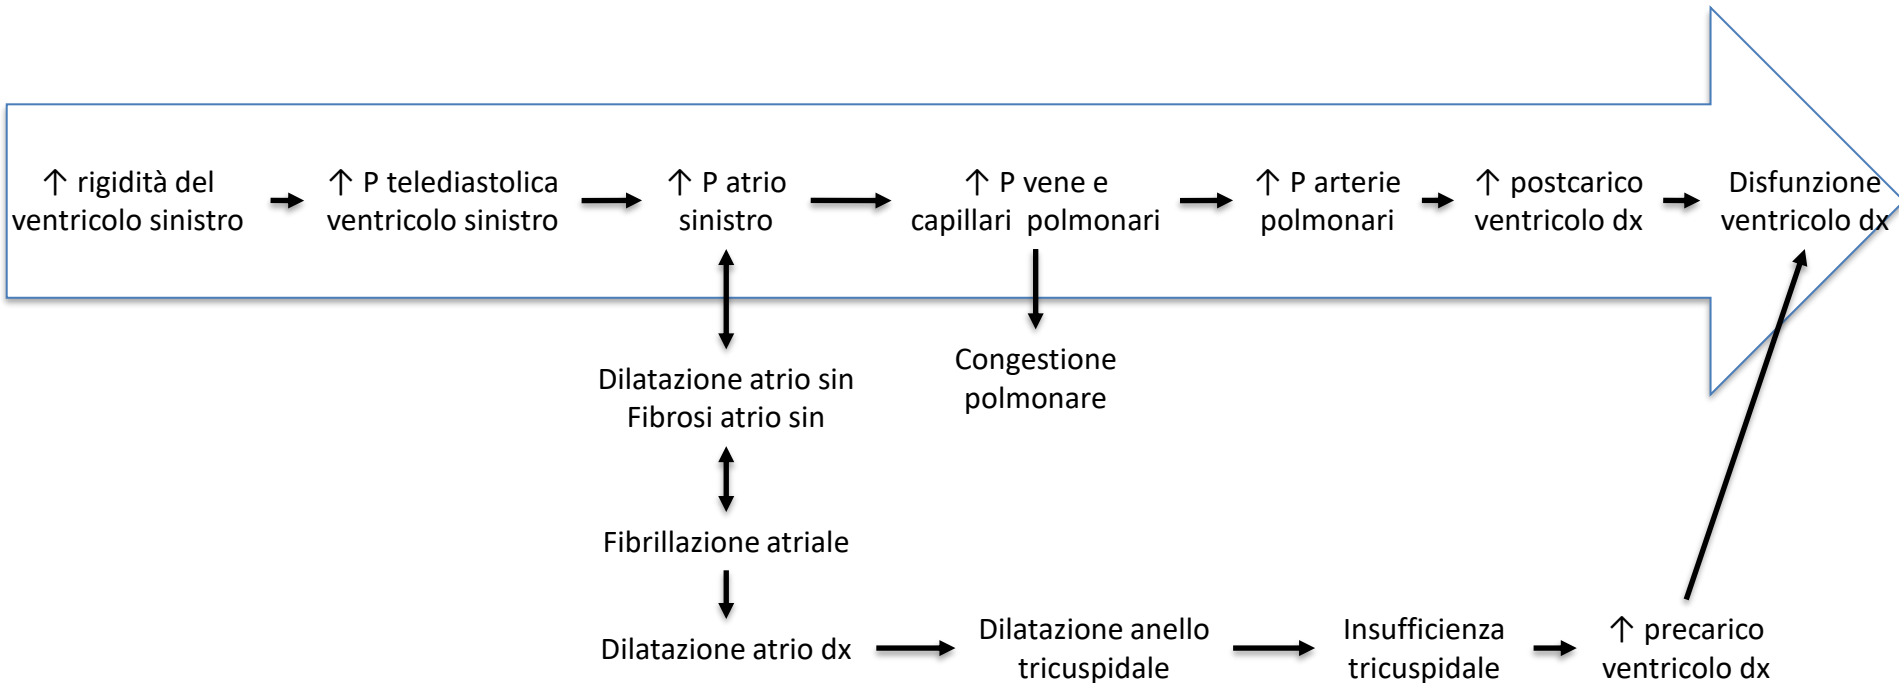 ↑ rigidità del
ventricolo sinistro
↑ P telediastolica
ventricolo sinistro
↑ P atrio
sinistro
↑ P vene e
capillari polmonari
↑ P arterie
polmonari
↑ postcarico
ventricolo dx
Disfunzione
ventricolo dx
Dilatazione atrio sin
Fibrosi atrio sin
Congestione
polmonare
Fibrillazione atriale
Dilatazione atrio dx
Dilatazione anello
tricuspidale
Insufficienza
tricuspidale
↑ precarico
ventricolo dx